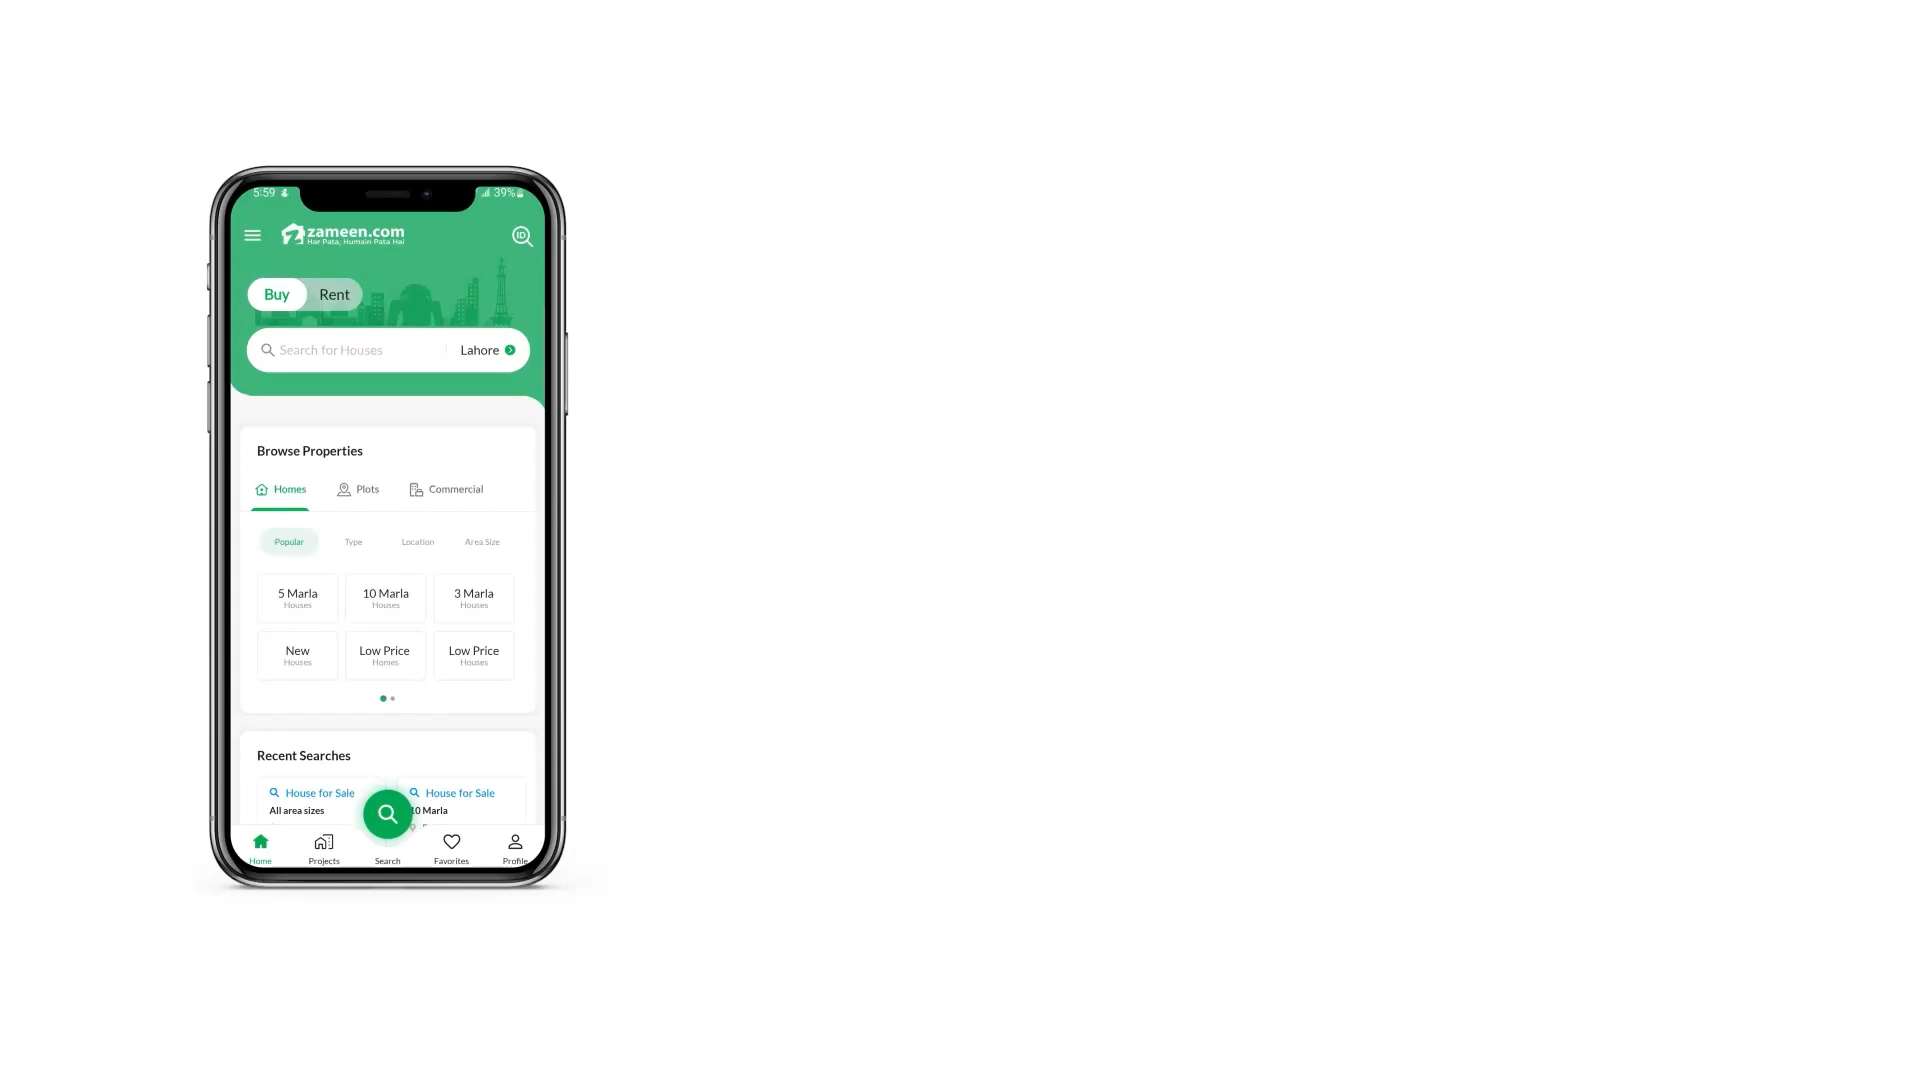 5:59
39%
zameen.com
Har Pata, Humain Pata Hai
ID
Buy Rent
Search for Houses Lahore
Browse Properties
Homes Plots Commercial
Popular Type Location Area Size
5 Marla 10 Marla 3 Marla
Houses Houses Houses
New Low Price Low Price
Houses Homes Houses
Recent Searches
House for Sale House for Sale
All area sizes 10 Marla
Home Projects Search Favorites Profile